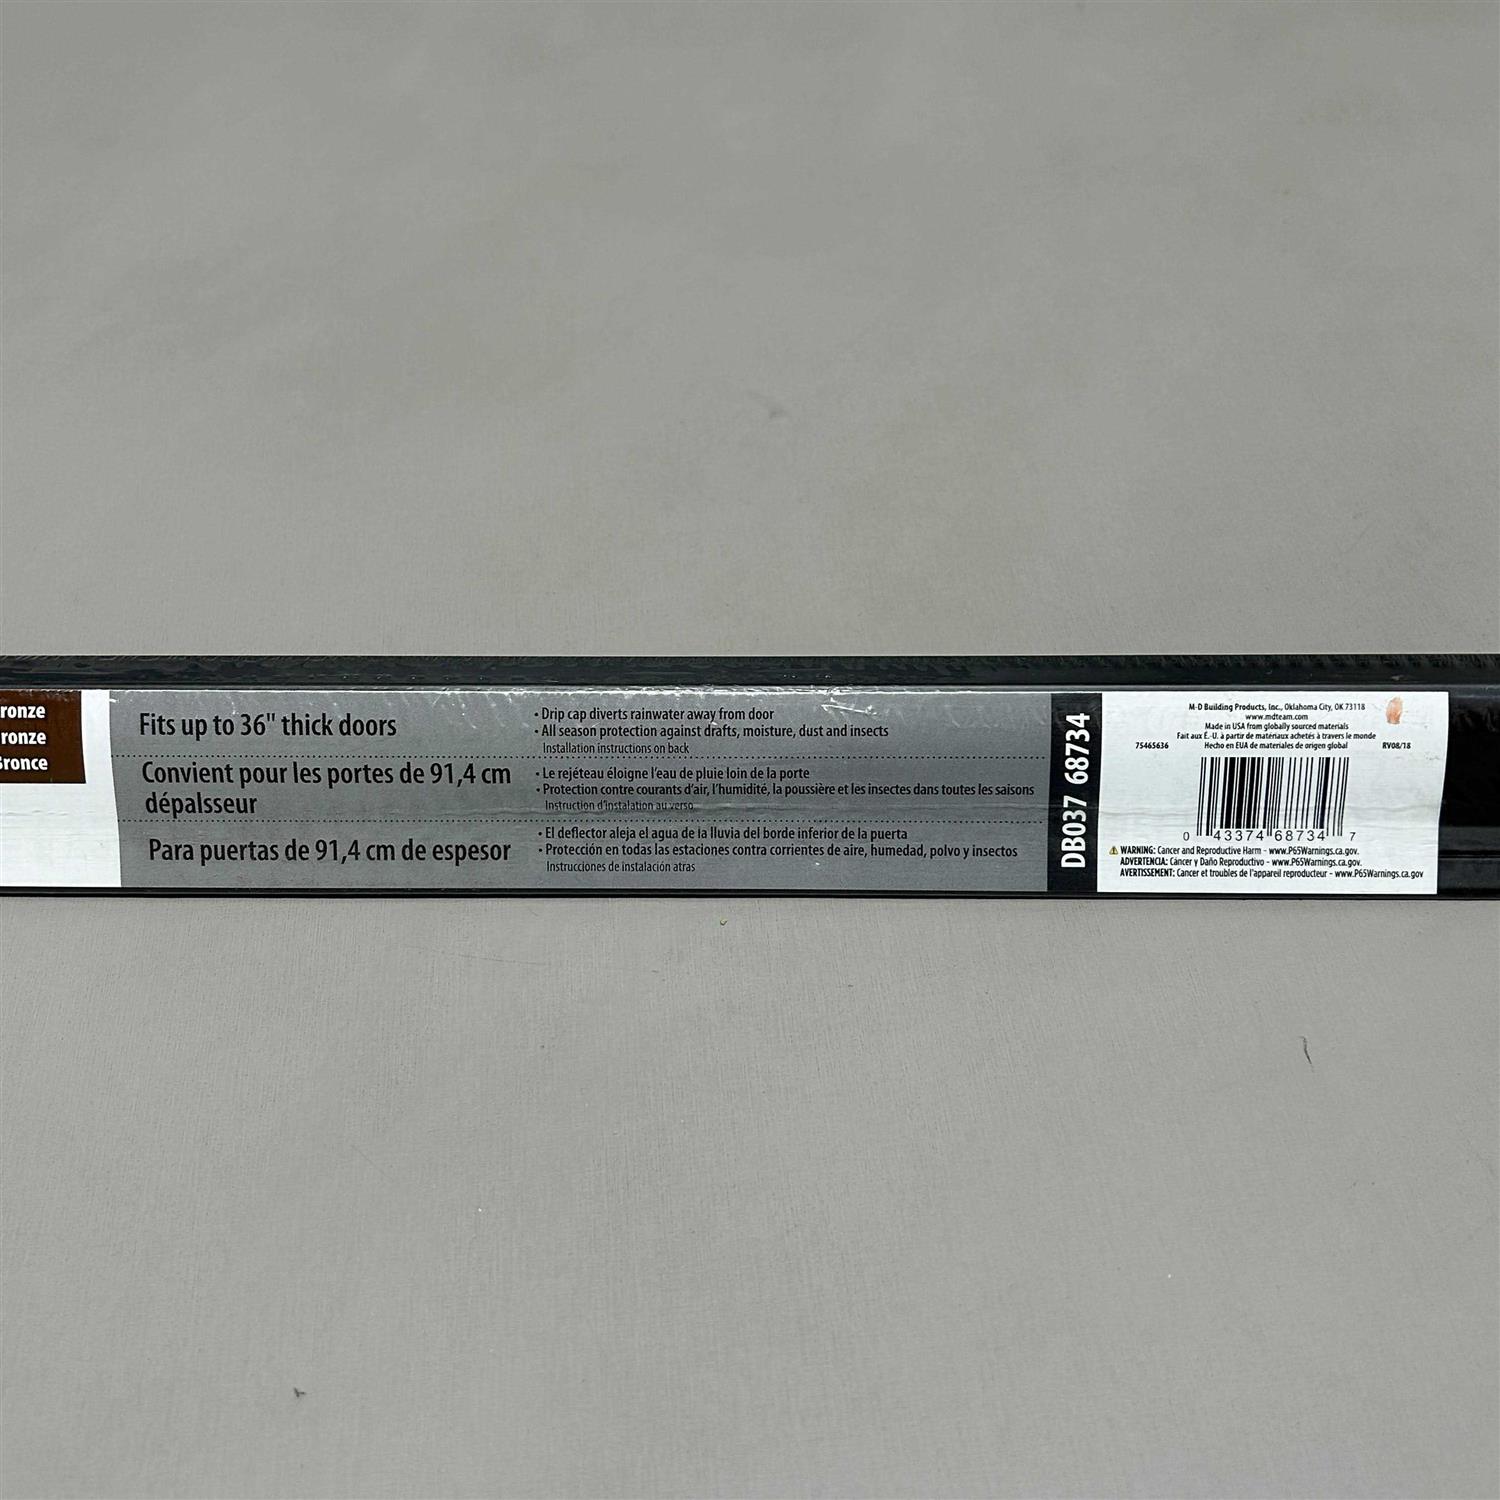 ronze
ronze
Bronce
Fits up to 36" thick doors
• Drip cap diverts rainwater away from door
• All season protection against drafts, moisture, dust and insects
Installation instructions on back
Convient pour les portes de 91,4 cm
dépalsseur
• Le rejéteau éloigne l'eau de pluie loin de la porte
• Protection contre courants d'air, l'humidité, la poussière et les insectes dans toutes les saisons
Instruction d'instalation au verso
Para puertas de 91,4 cm de espesor
• El deflector aleja el agua de la lluvia del borde inferior de la puerta
• Protección en todas las estaciones contra corrientes de aire, humedad, polvo y insectos
Instrucciones de instalación atras
DB037 68734
M-D Building Products, Inc., Oklahoma City, OK 73118
www.mdteam.com
Made in USA from globally sourced materials
Fait aux É.-U. à partir de matériaux achetés à travers le monde
75465636 Hecho en EUA de materiales de origen global RV08/18
0 43374 68734 7
WARNING: Cancer and Reproductive Harm - www.P65Warnings.ca.gov.
ADVERTENCIA: Cáncer y Daño Reproductivo - www.P65Warnings.ca.gov.
AVERTISSEMENT: Cancer et troubles de l'appareil reproducteur - www.P65Warnings.ca.gov